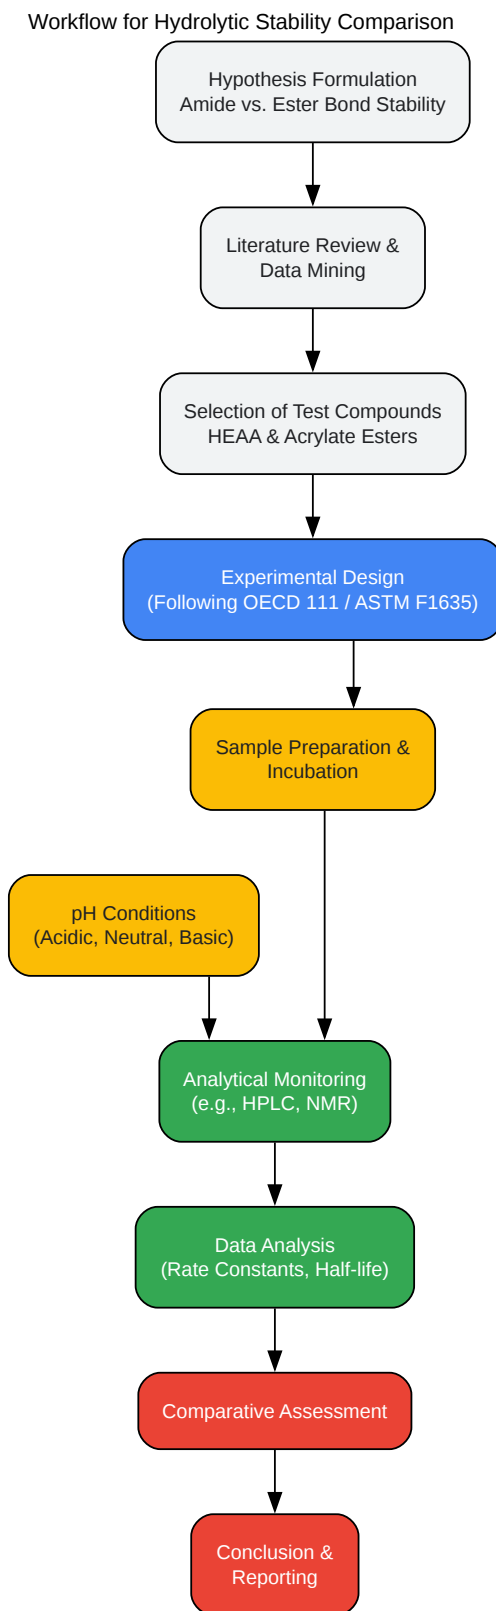 Workflow for Hydrolytic Stability Comparison
Hypothesis Formulation
Amide vs. Ester Bond Stability
Literature Review &
Data Mining
Selection of Test Compounds
HEAA & Acrylate Esters
Experimental Design
(Following OECD 111 / ASTM F1635)
Sample Preparation &
Incubation
pH Conditions
(Acidic, Neutral, Basic)
Analytical Monitoring
(e.g., HPLC, NMR)
Data Analysis
(Rate Constants, Half-life)
Comparative Assessment
Conclusion &
Reporting